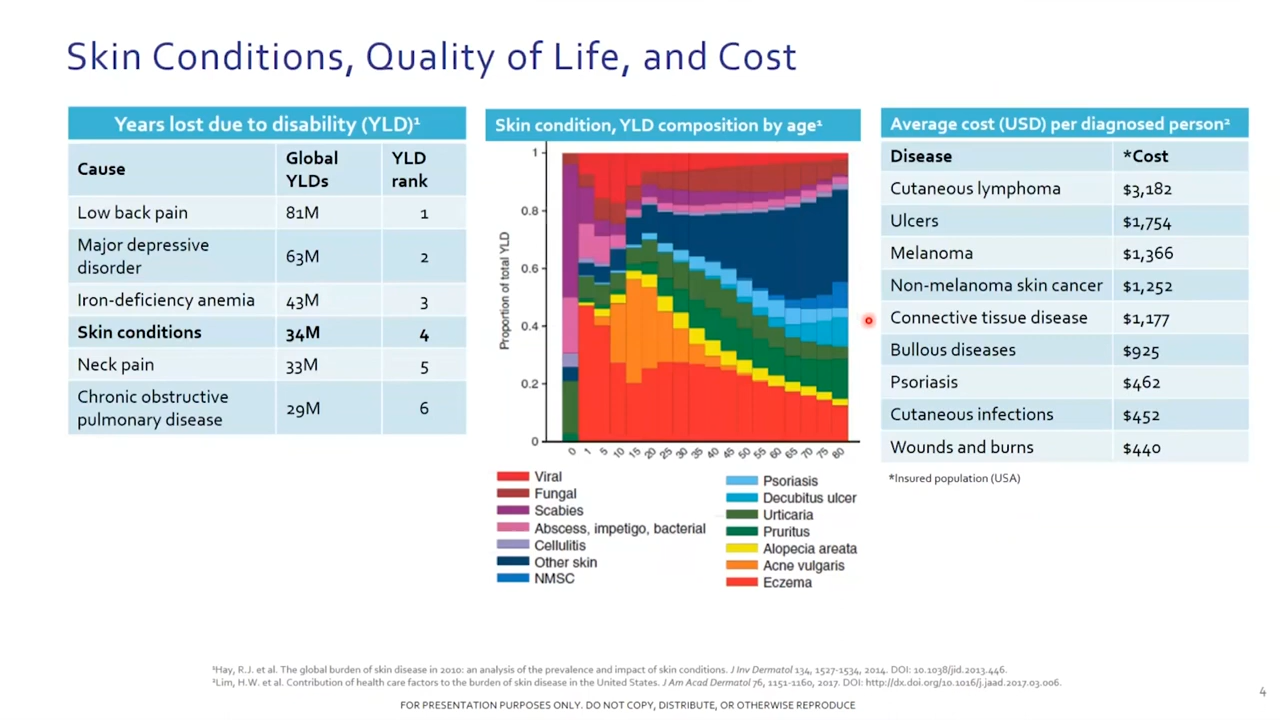 Skin Conditions, Quality of Life, and Cost
Years lost due to disability (YLD)¹
Cause
Global
YLDs
YLD
rank
Low back pain
81M
1
Major depressive
disorder
63M
2
Iron-deficiency anemia
43M
3
Skin conditions
34M
4
Neck pain
33M
5
Chronic obstructive
pulmonary disease
29M
6
Skin condition, YLD composition by age¹
Proportion of total YLD
1
0.8
0.6
0.4
0.2
0
0 1 5 10 15 20 25 30 35 40 45 50 55 60 65 70 75 80
Viral
Fungal
Scabies
Abscess, impetigo, bacterial
Cellulitis
Other skin
NMSC
Psoriasis
Decubitus ulcer
Urticaria
Pruritus
Alopecia areata
Acne vulgaris
Eczema
Average cost (USD) per diagnosed person²
Disease
*Cost
Cutaneous lymphoma
$3,182
Ulcers
$1,754
Melanoma
$1,366
Non-melanoma skin cancer
$1,252
Connective tissue disease
$1,177
Bullous diseases
$925
Psoriasis
$462
Cutaneous infections
$452
Wounds and burns
$440
*Insured population (USA)
¹Hay, R.J. et al. The global burden of skin disease in 2010: an analysis of the prevalence and impact of skin conditions. J Inv Dermatol 134, 1527-1534, 2014. DOI: 10.1038/jid.2013.446.
²Lim, H.W. et al. Contribution of health care factors to the burden of skin disease in the United States. J Am Acad Dermatol 76, 1151-1160, 2017. DOI: http://dx.doi.org/10.1016/j.jaad.2017.03.006.
FOR PRESENTATION PURPOSES ONLY. DO NOT COPY, DISTRIBUTE, OR OTHERWISE REPRODUCE
4